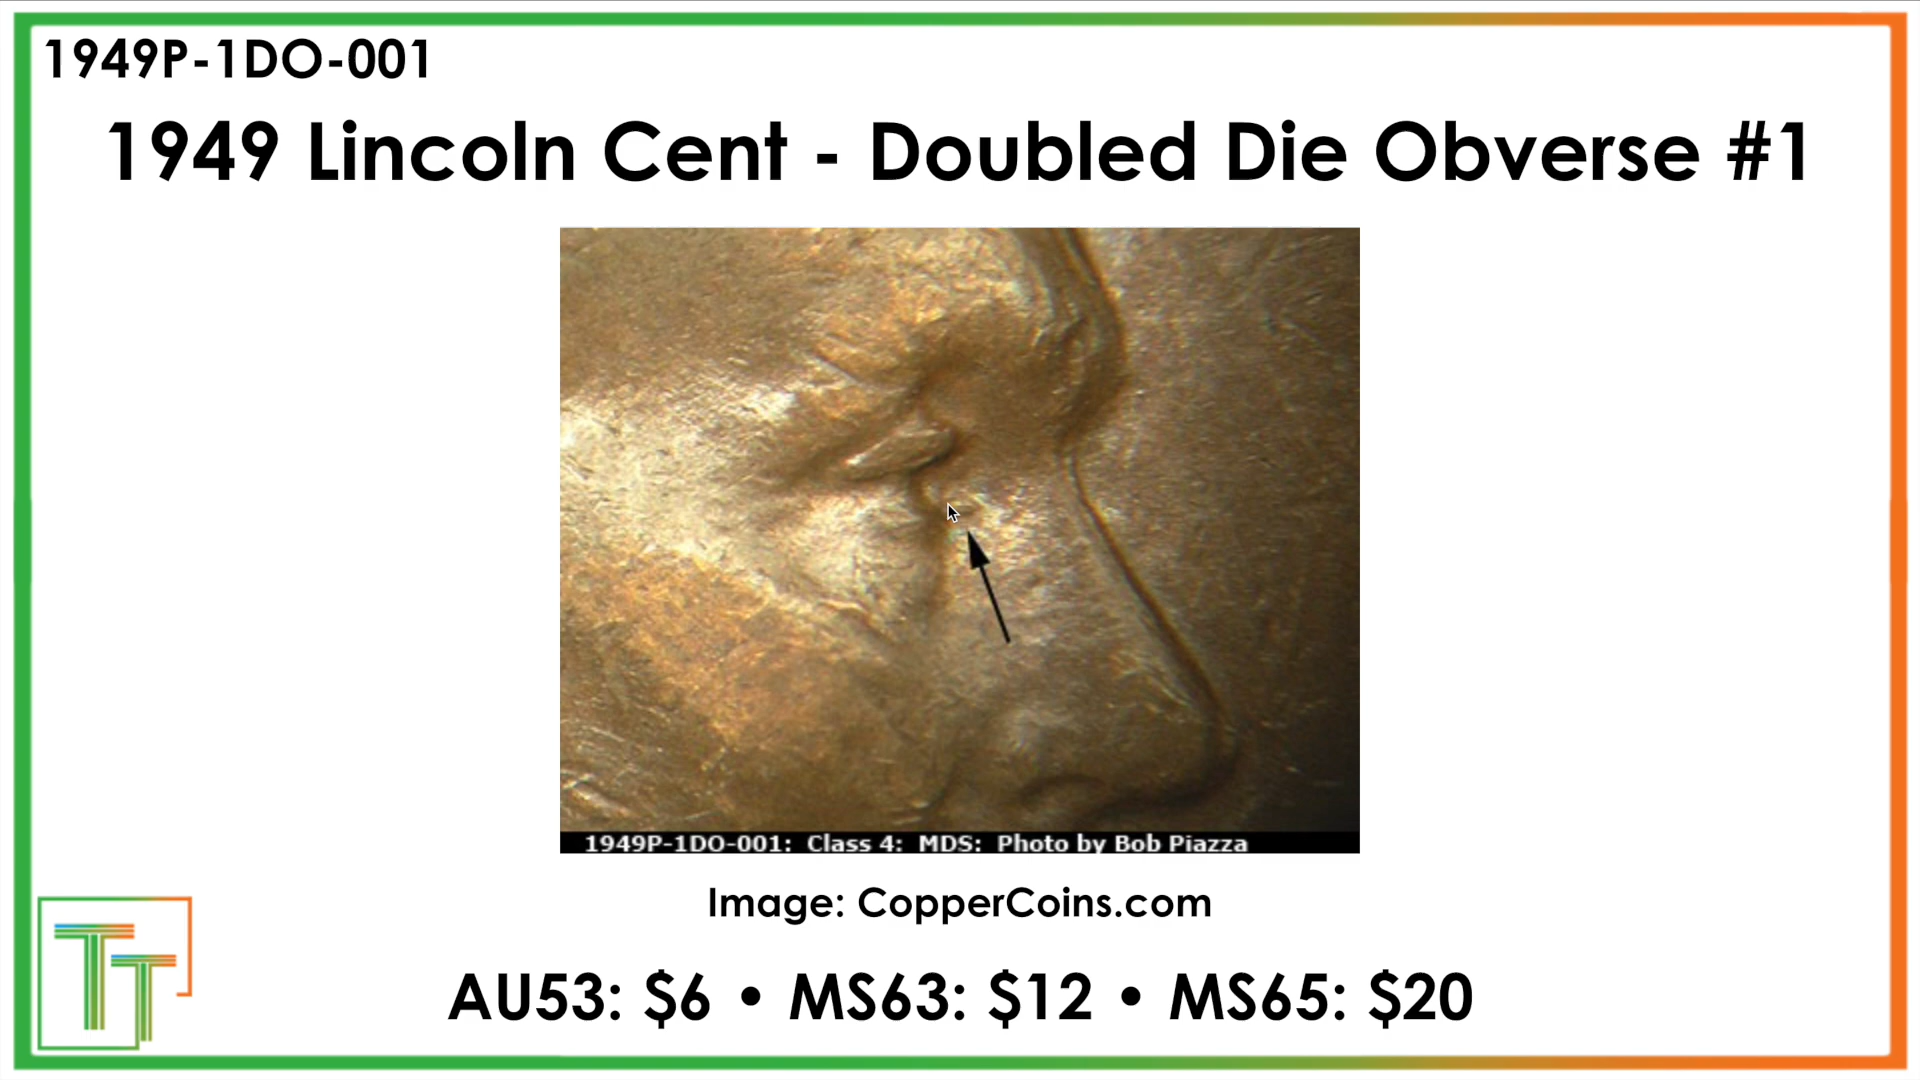 1949P-1DO-001
1949 Lincoln Cent - Doubled Die Obverse #1
1949P-1DO-001: Class 4: MDS: Photo by Bob Piazza
Image: CopperCoins.com
TT
AU53: $6 • MS63: $12 • MS65: $20